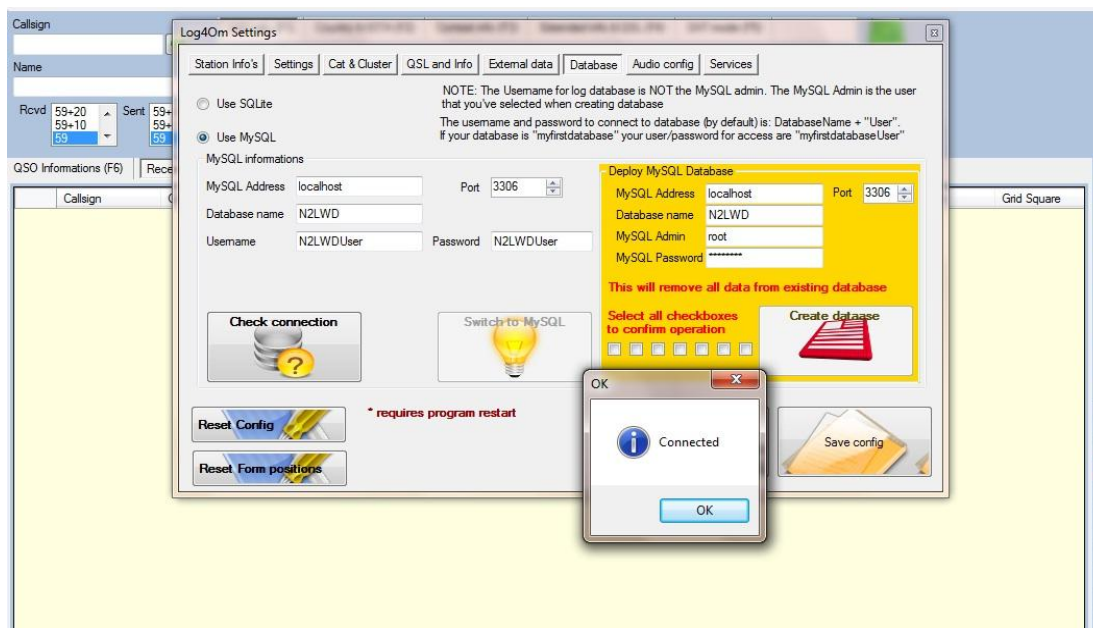 Callsign
Name
Rcvd
59+20
59+10
59
Sent
59+
59+
59
QSO Informations (F6)
Rece
Callsign
Grid Square
Log4Om Settings
Station Info's
Settings
Cat & Cluster
QSL and Info
External data
Database
Audio config
Services
Use SQLite
Use MySQL
NOTE: The Username for log database is NOT the MySQL admin. The MySQL Admin is the user
that you've selected when creating database
The username and password to connect to database (by default) is: DatabaseName + "User".
If your database is "myfirstdatabase" your user/password for access are "myfirstdatabaseUser"
MySQL informations
MySQL Address localhost Port 3306
Database name N2LWD
Username N2LWDUser Password N2LWDUser
Check connection
Switch to MySQL
Deploy MySQL Database
MySQL Address localhost Port 3306
Database name N2LWD
MySQL Admin root
MySQL Password ********
This will remove all data from existing database
Select all checkboxes
to confirm operation
Create dataase
Reset Config
* requires program restart
Reset Form positions
Save config
OK
Connected
OK